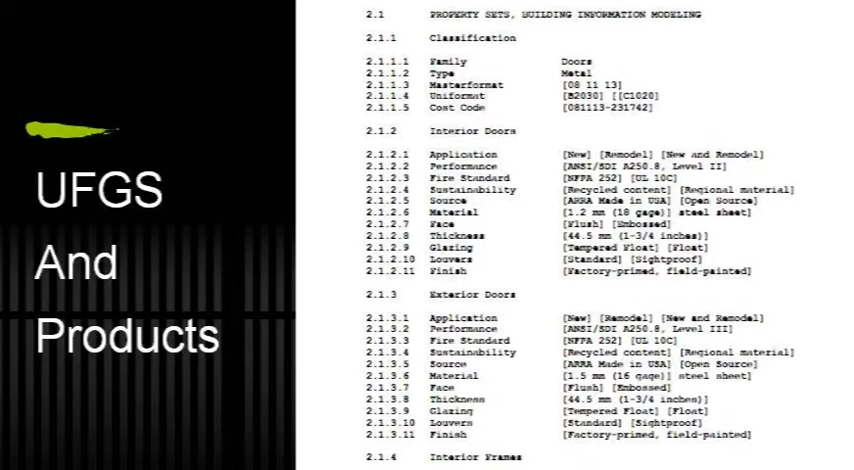 UFGS
And
Products
2.1 PROPERTY SETS, BUILDING INFORMATION MODELING
2.1.1 Classification
2.1.1.1 Family Doors
2.1.1.2 Type Metal
2.1.1.3 Masterformat [08 11 13]
2.1.1.4 Uniformat [B2030] [[C1020]
2.1.1.5 Cost Code [081113-231742]
2.1.2 Interior Doors
2.1.2.1 Application [New] [Remodel] [New and Remodel]
2.1.2.2 Performance [ANSI/SDI A250.8, Level II]
2.1.2.3 Fire Standard [NFPA 252] [UL 10C]
2.1.2.4 Sustainability [Recycled content] [Regional material]
2.1.2.5 Source [ARRA Made in USA] [Open Source]
2.1.2.6 Material [1.2 mm (18 gage)] steel sheet]
2.1.2.7 Face [Flush] [Embossed]
2.1.2.8 Thickness [44.5 mm (1-3/4 inches)]
2.1.2.9 Glazing [Tempered Float] [Float]
2.1.2.10 Louvers [Standard] [Sightproof]
2.1.2.11 Finish [Factory-primed, field-painted]
2.1.3 Exterior Doors
2.1.3.1 Application [New] [Remodel] [New and Remodel]
2.1.3.2 Performance [ANSI/SDI A250.8, Level III]
2.1.3.3 Fire Standard [NFPA 252] [UL 10C]
2.1.3.4 Sustainability [Recycled content] [Regional material]
2.1.3.5 Source [ARRA Made in USA] [Open Source]
2.1.3.6 Material [1.5 mm (16 gage)] steel sheet]
2.1.3.7 Face [Flush] [Embossed]
2.1.3.8 Thickness [44.5 mm (1-3/4 inches)]
2.1.3.9 Glazing [Tempered Float] [Float]
2.1.3.10 Louvers [Standard] [Sightproof]
2.1.3.11 Finish [Factory-primed, field-painted]
2.1.4 Interior Frames